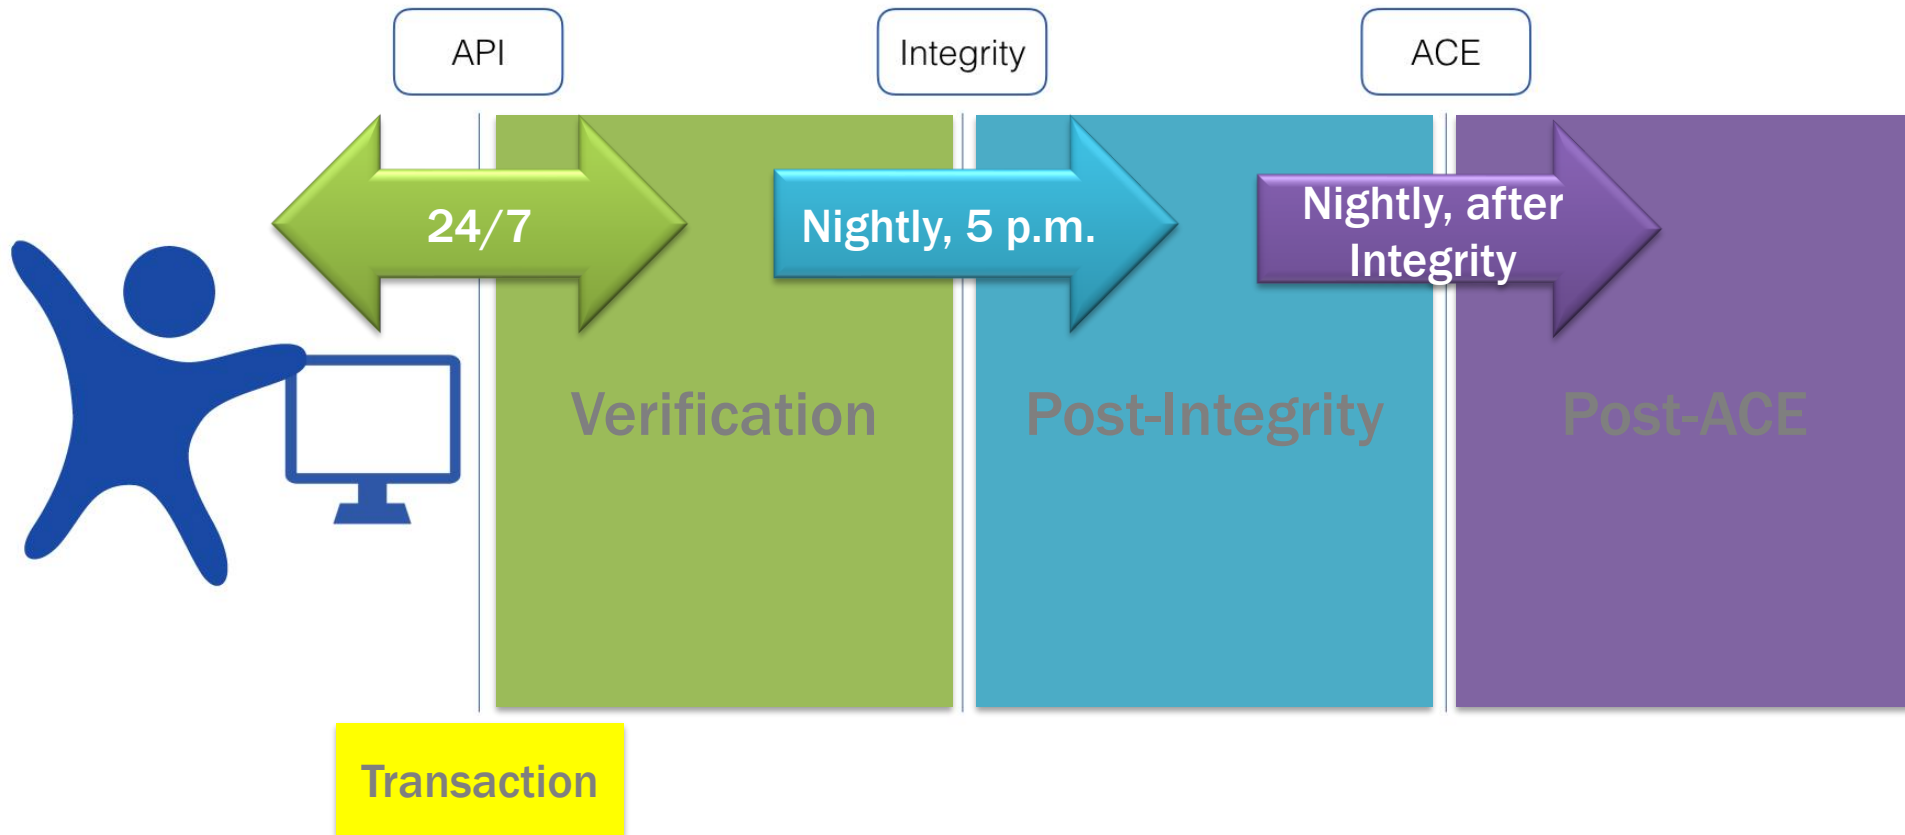 API
Integrity
ACE
24/7
Nightly, 5 p.m.
Nightly, after
Integrity
Verification
Post-Integrity
Post-ACE
Transaction